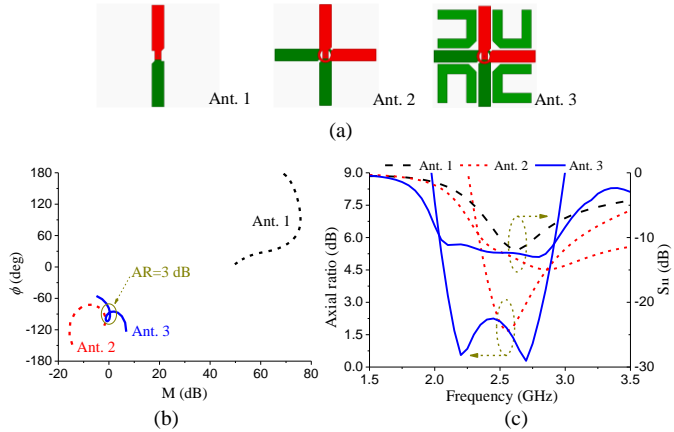 Ant. 1
Ant. 2
Ant. 3
(a)
180
120
60
0
-60
-120
-180
ϕ (deg)
Ant. 1
AR=3 dB
Ant. 3
Ant. 2
-20 0 20 40 60 80
M (dB)
(b)
9.0
7.5
6.0
4.5
3.0
1.5
0.0
Axial ratio (dB)
Ant. 1 Ant. 2 Ant. 3
0
-10
-20
-30
S11 (dB)
1.5 2.0 2.5 3.0 3.5
Frequency (GHz)
(c)